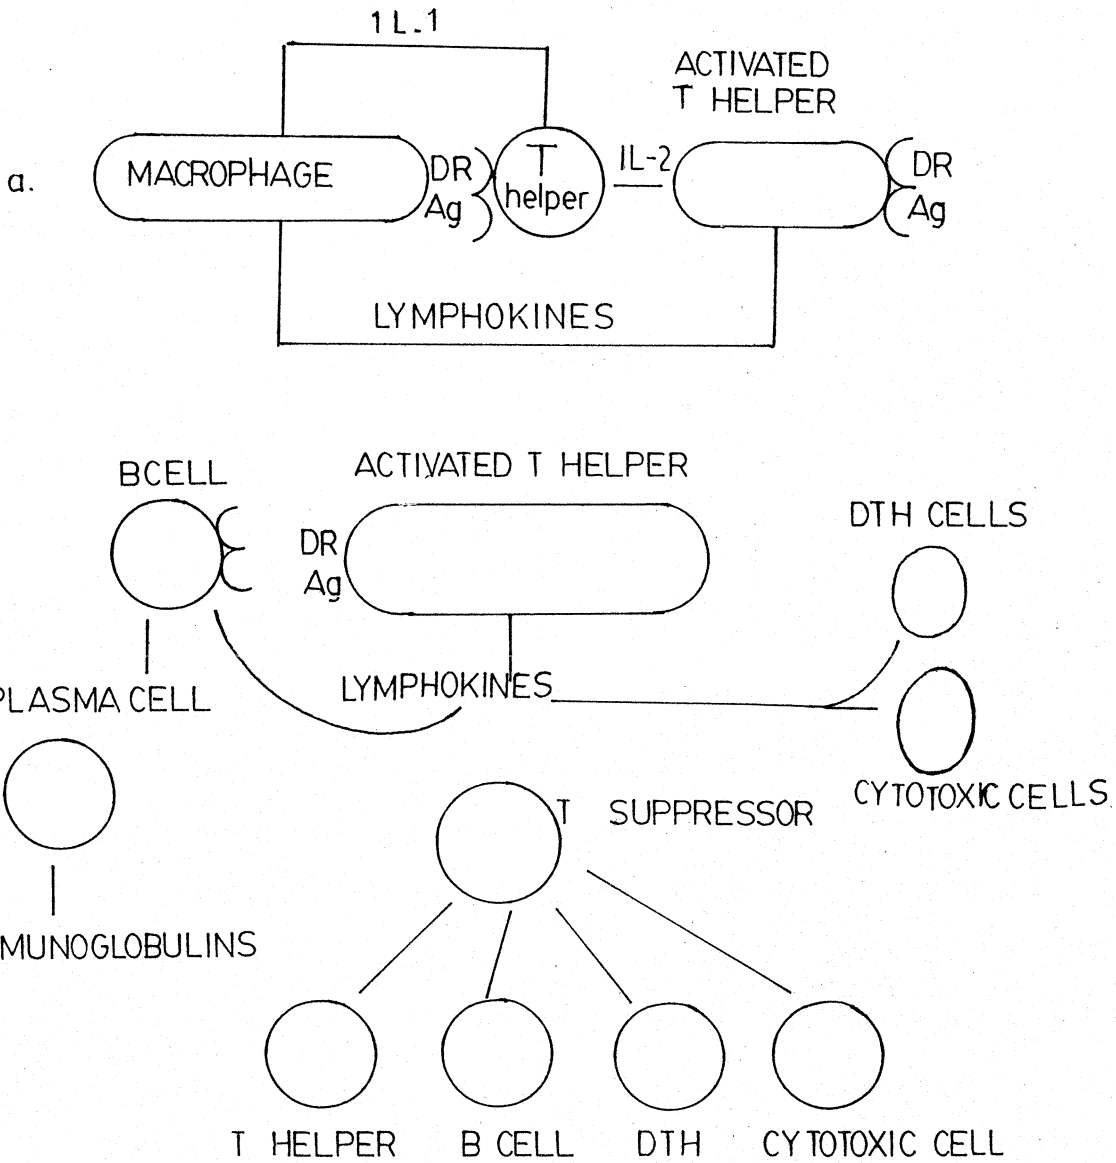 1L-1
ACTIVATED
T HELPER
a.
MACROPHAGE
DR
Ag
T
helper
1L-2
DR
Ag
LYMPHOKINES
BCELL
ACTIVATED T HELPER
DTH CELLS
DR
Ag
PLASMA CELL
LYMPHOKINES
CYTOTOXIC CELLS
T SUPPRESSOR
MUNOGLOBULINS
T HELPER
B CELL
DTH
CYTOTOXIC CELL